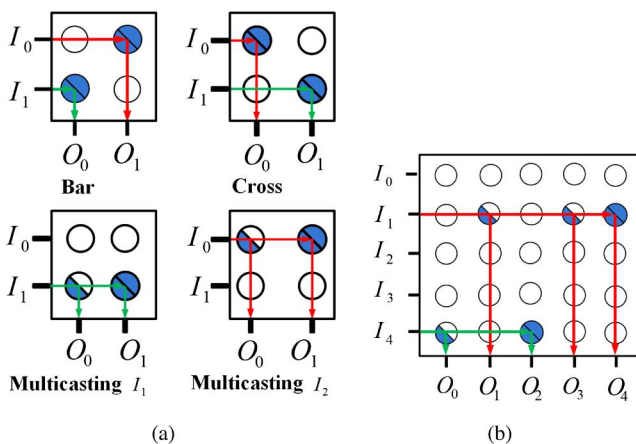 I0
I1
O0 O1
Bar
I0
I1
O0 O1
Cross
I0
I1
O0 O1
Multicasting I1
I0
I1
O0 O1
Multicasting I2
(a)
I0
I1
I2
I3
I4
O0 O1 O2 O3 O4
(b)